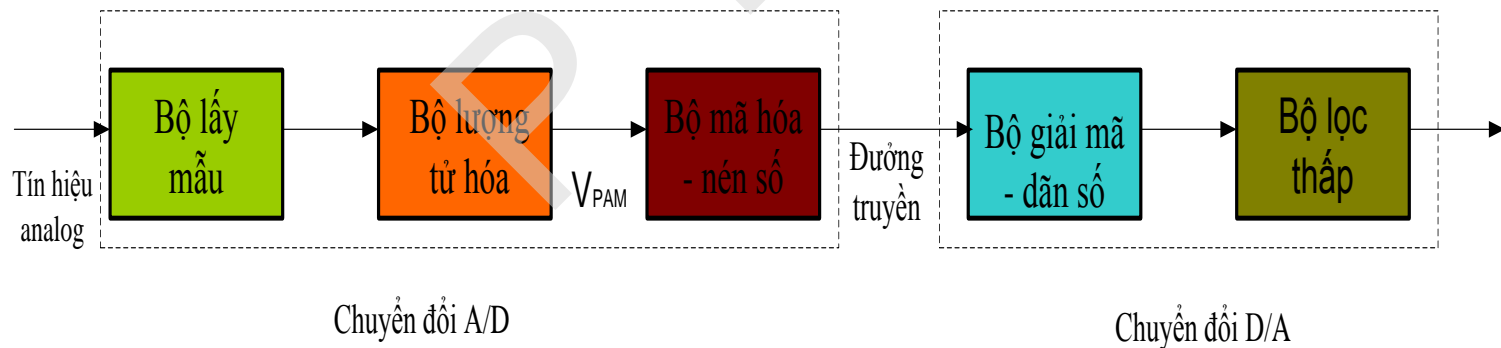 Bộ lấy
mẫu
Bộ lượng
tử hóa
Bộ mã hóa
- nén số
Bộ giải mã
- dãn số
Bộ lọc
thấp
Tín hiệu
analog
VPAM
Đưởng
truyền
Chuyển đổi A/D
Chuyển đổi D/A